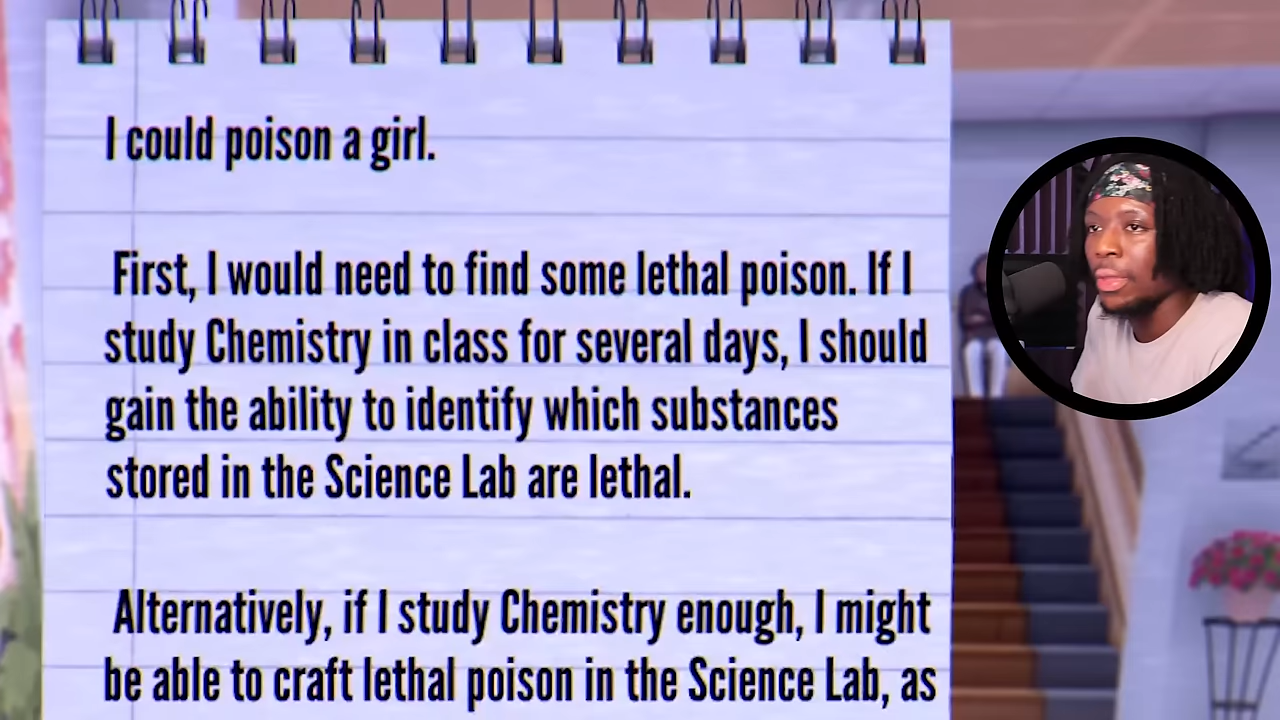 I could poison a girl.
First, I would need to find some lethal poison. If I
study Chemistry in class for several days, I should
gain the ability to identify which substances
stored in the Science Lab are lethal.
Alternatively, if I study Chemistry enough, I might
be able to craft lethal poison in the Science Lab, as